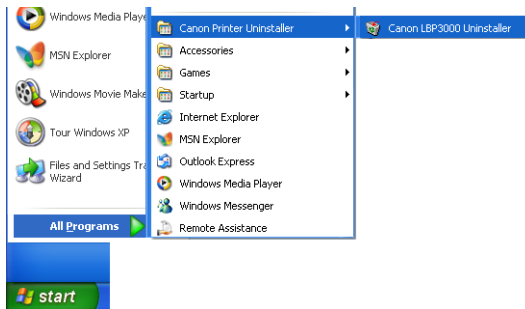 Windows Media Playe
MSN Explorer
Windows Movie Make
Tour Windows XP
Files and Settings Tra
Wizard
All Programs
start
Canon Printer Uninstaller
Accessories
Games
Startup
Internet Explorer
MSN Explorer
Outlook Express
Windows Media Player
Windows Messenger
Remote Assistance
Canon LBP3000 Uninstaller